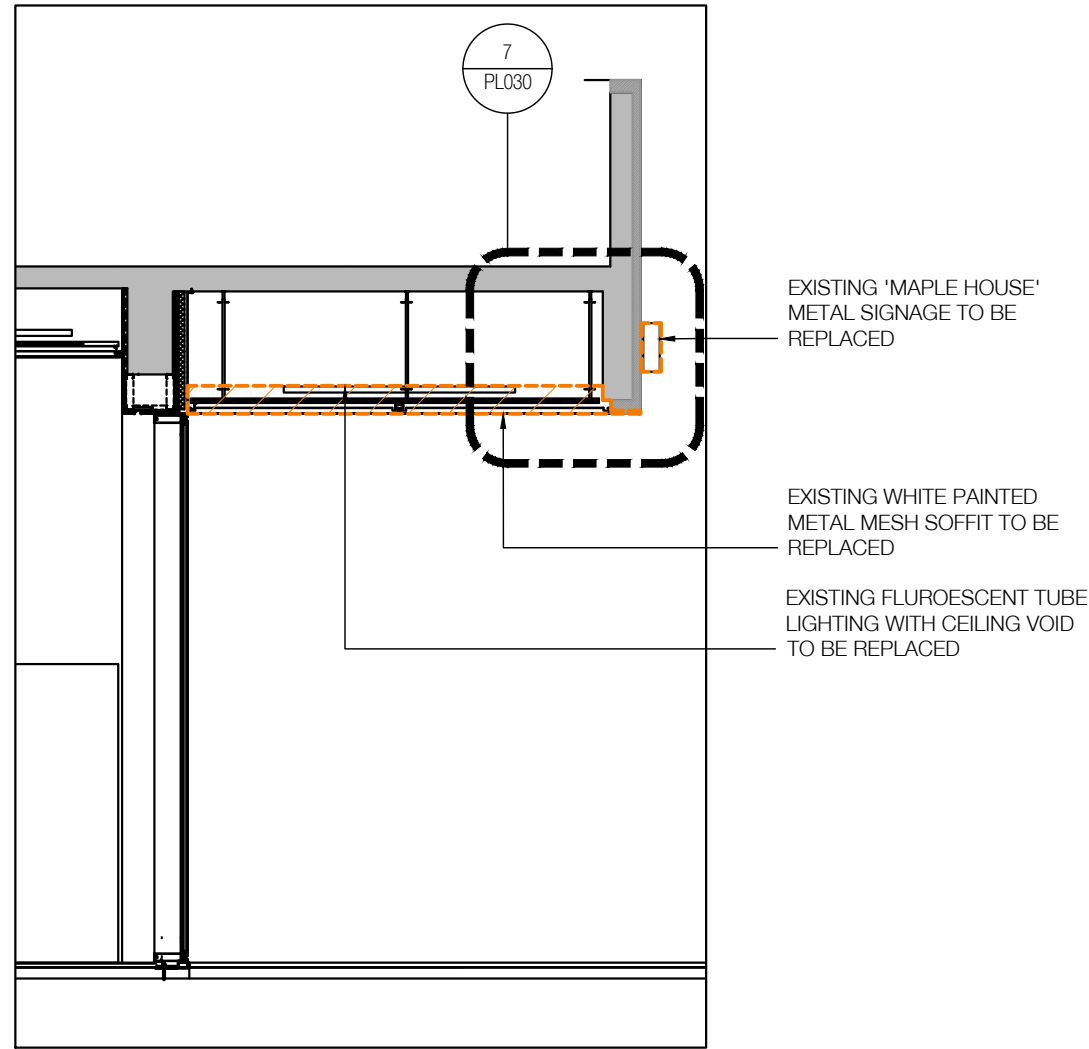 7
PL030
EXISTING 'MAPLE HOUSE'
METAL SIGNAGE TO BE
REPLACED
EXISTING WHITE PAINTED
METAL MESH SOFFIT TO BE
REPLACED
EXISTING FLUROESCENT TUBE
LIGHTING WITH CEILING VOID
TO BE REPLACED